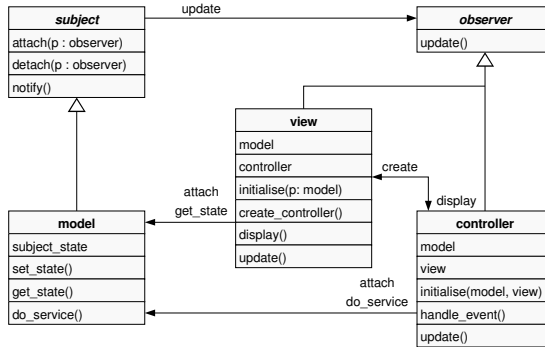 subject
attach(p : observer)
detach(p : observer)
notify()
update
observer
update()
view
model
controller
initialise(p: model)
create_controller()
display()
update()
attach
get_state
create
display
model
subject_state
set_state()
get_state()
do_service()
attach
do_service
controller
model
view
initialise(model, view)
handle_event()
update()